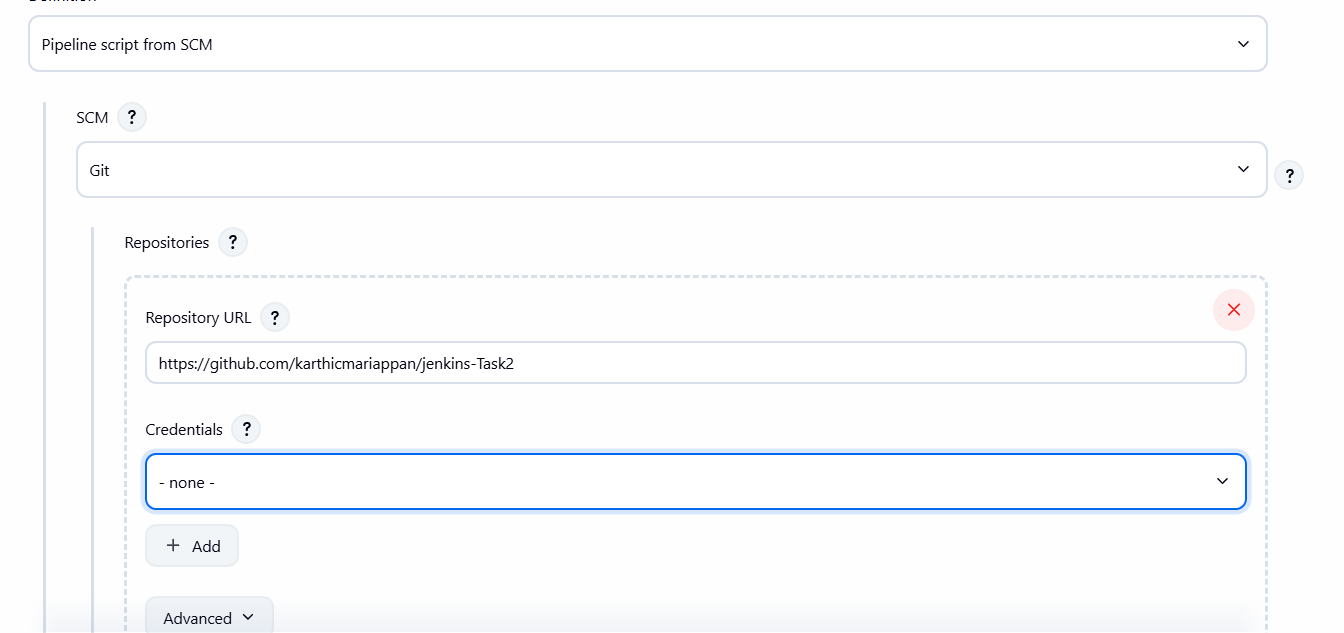 Definition
Pipeline script from SCM
SCM ?
Git
?
Repositories ?
Repository URL ?
https://github.com/karthicmariappan/jenkins-Task2
Credentials ?
- none -
+ Add
Advanced